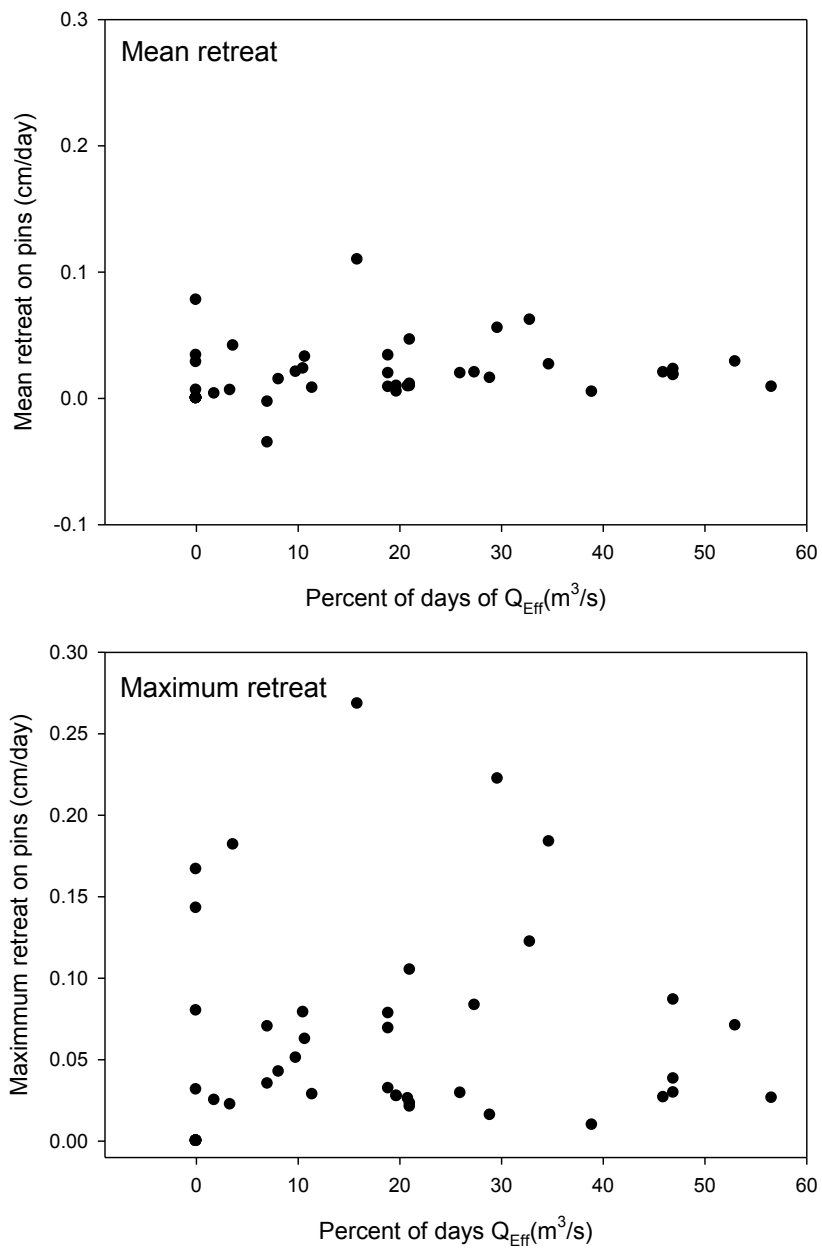 Mean retreat
Mean retreat on pins (cm/day)
0.3
0.2
0.1
0.0
-0.1
0 10 20 30 40 50 60
Percent of days of Q_Eff(m³/s)
Maximum retreat
Maximmum retreat on pins (cm/day)
0.30
0.25
0.20
0.15
0.10
0.05
0.00
0 10 20 30 40 50 60
Percent of days Q_Eff(m³/s)